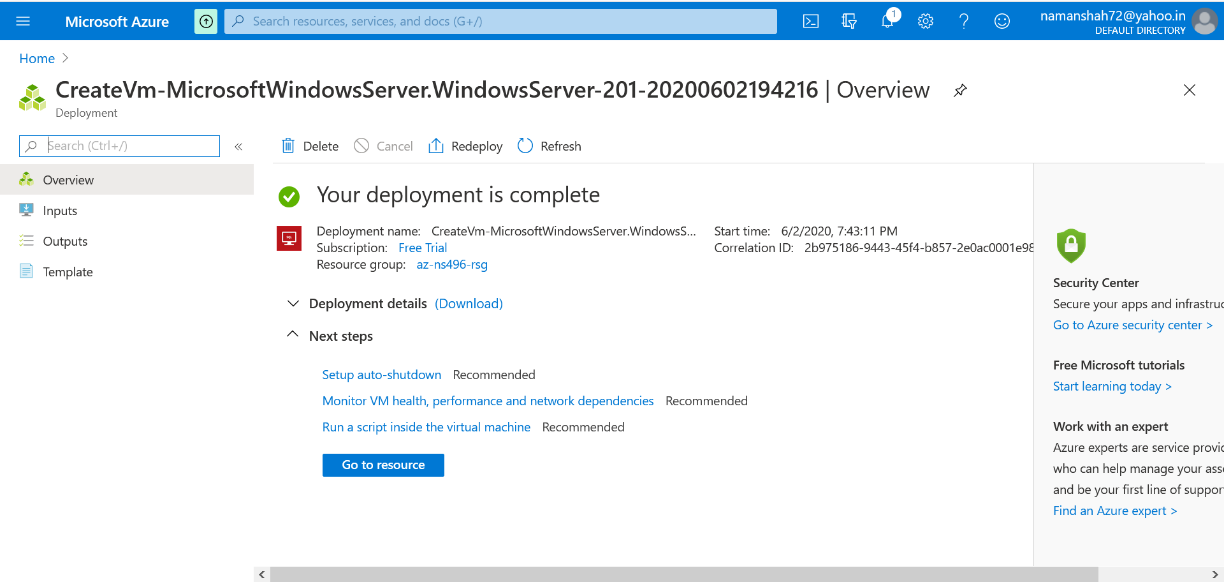 Microsoft Azure
Search resources, services, and docs (G+/)
1
namanshah72@yahoo.in
DEFAULT DIRECTORY
Home
CreateVm-MicrosoftWindowsServer.WindowsServer-201-20200602194216 | Overview
Deployment
Search (Ctrl+/)
«
Delete
Cancel
Redeploy
Refresh
Overview
Inputs
Outputs
Template
Your deployment is complete
Deployment name: CreateVm-MicrosoftWindowsServer.WindowsS...
Subscription: Free Trial
Resource group: az-ns496-rsg
Start time: 6/2/2020, 7:43:11 PM
Correlation ID: 2b975186-9443-45f4-b857-2e0ac0001e98
Deployment details (Download)
Next steps
Setup auto-shutdown Recommended
Monitor VM health, performance and network dependencies Recommended
Run a script inside the virtual machine Recommended
Go to resource
Security Center
Secure your apps and infrastruc
Go to Azure security center >
Free Microsoft tutorials
Start learning today >
Work with an expert
Azure experts are service provid
who can help manage your asse
and be your first line of support
Find an Azure expert >